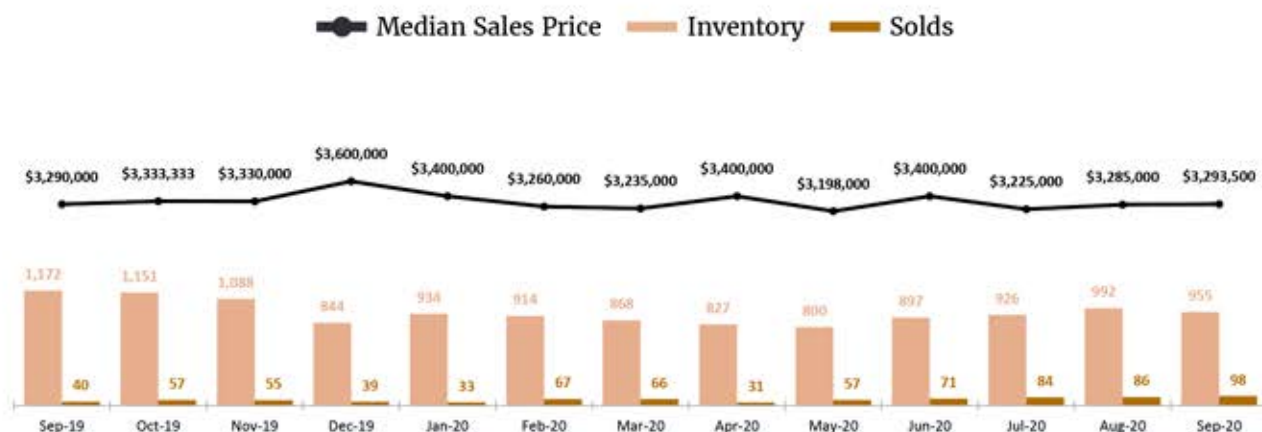 Median Sales Price Inventory Solds
$3,290,000 $3,333,333 $3,330,000 $3,600,000 $3,400,000 $3,260,000 $3,235,000 $3,400,000 $3,198,000 $3,400,000 $3,225,000 $3,285,000 $3,293,500
1,172 1,151 1,088 844 934 914 868 827 800 897 926 992 955
40 57 55 39 33 67 66 31 57 71 84 86 98
Sep-19 Oct-19 Nov-19 Dec-19 Jan-20 Feb-20 Mar-20 Apr-20 May-20 Jun-20 Jul-20 Aug-20 Sep-20